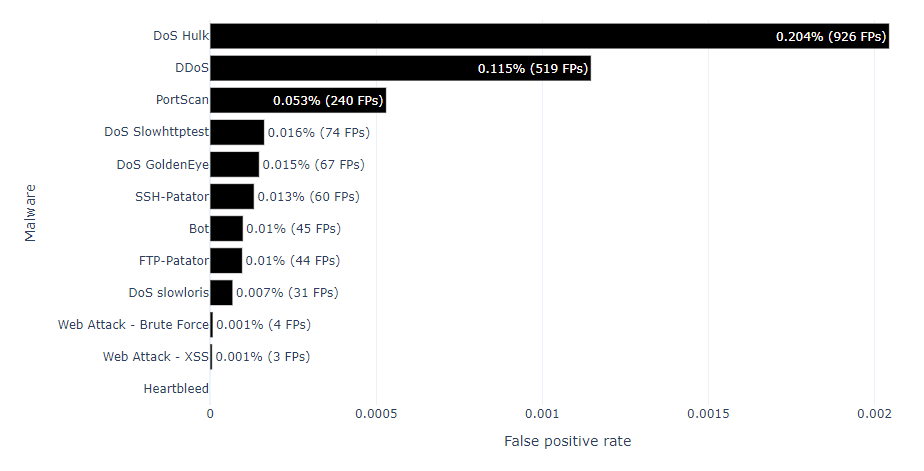 DoS Hulk 0.204% (926 FPs)
DDoS 0.115% (519 FPs)
PortScan 0.053% (240 FPs)
DoS Slowhttptest 0.016% (74 FPs)
DoS GoldenEye 0.015% (67 FPs)
SSH-Patator 0.013% (60 FPs)
Bot 0.01% (45 FPs)
FTP-Patator 0.01% (44 FPs)
DoS slowloris 0.007% (31 FPs)
Web Attack - Brute Force 0.001% (4 FPs)
Web Attack - XSS 0.001% (3 FPs)
Heartbleed
0 0.0005 0.001 0.0015 0.002
False positive rate
Malware